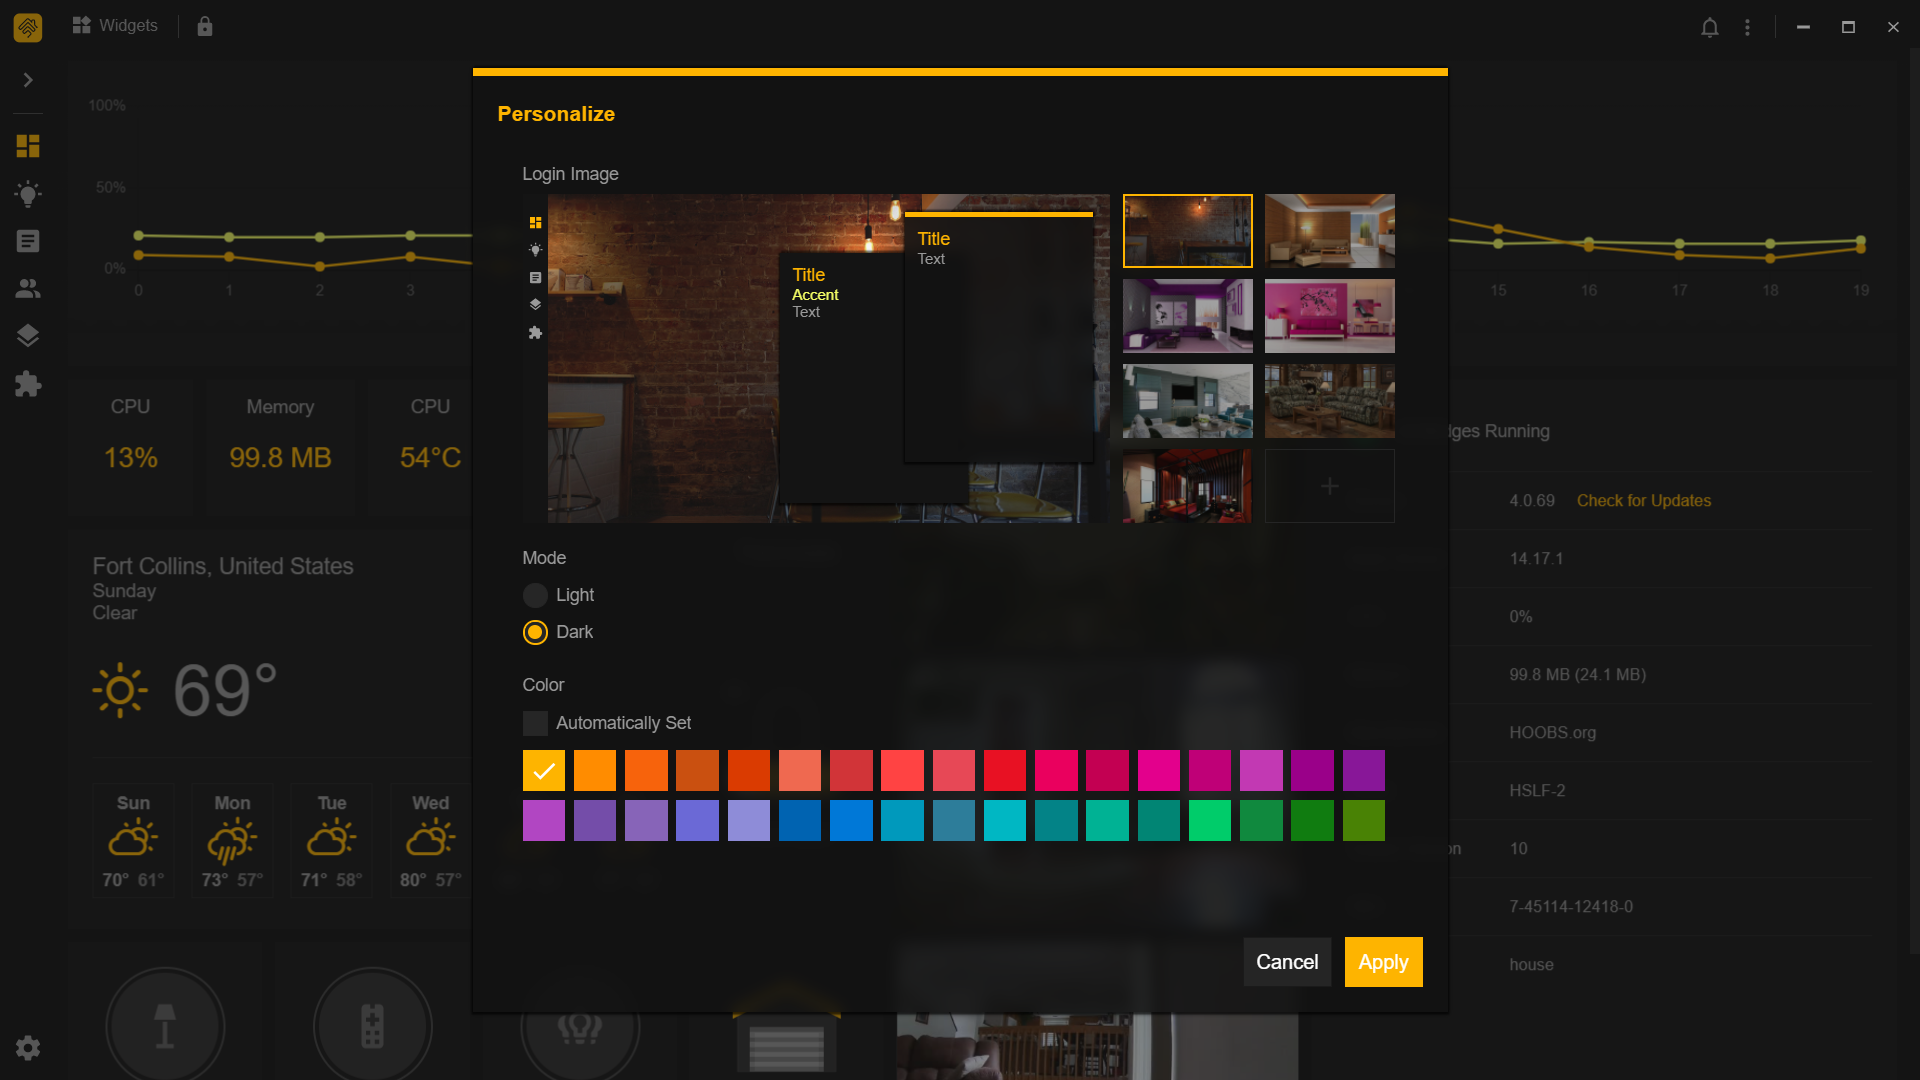 Widgets
Personalize
Login Image
Title
Text
Title
Accent
Text
Mode
Light
Dark
Color
Automatically Set
Cancel
Apply
100%
50%
0%
0 1 2 3
15 16 17 18 19
CPU
13%
Memory
99.8 MB
CPU
54°C
Fort Collins, United States
Sunday
Clear
69°
Sun Mon Tue Wed
70° 61° 73° 57° 71° 58° 80° 57°
Running
4.0.69 Check for Updates
14.17.1
0%
99.8 MB (24.1 MB)
HOOBS.org
HSLF-2
10
7-45114-12418-0
house